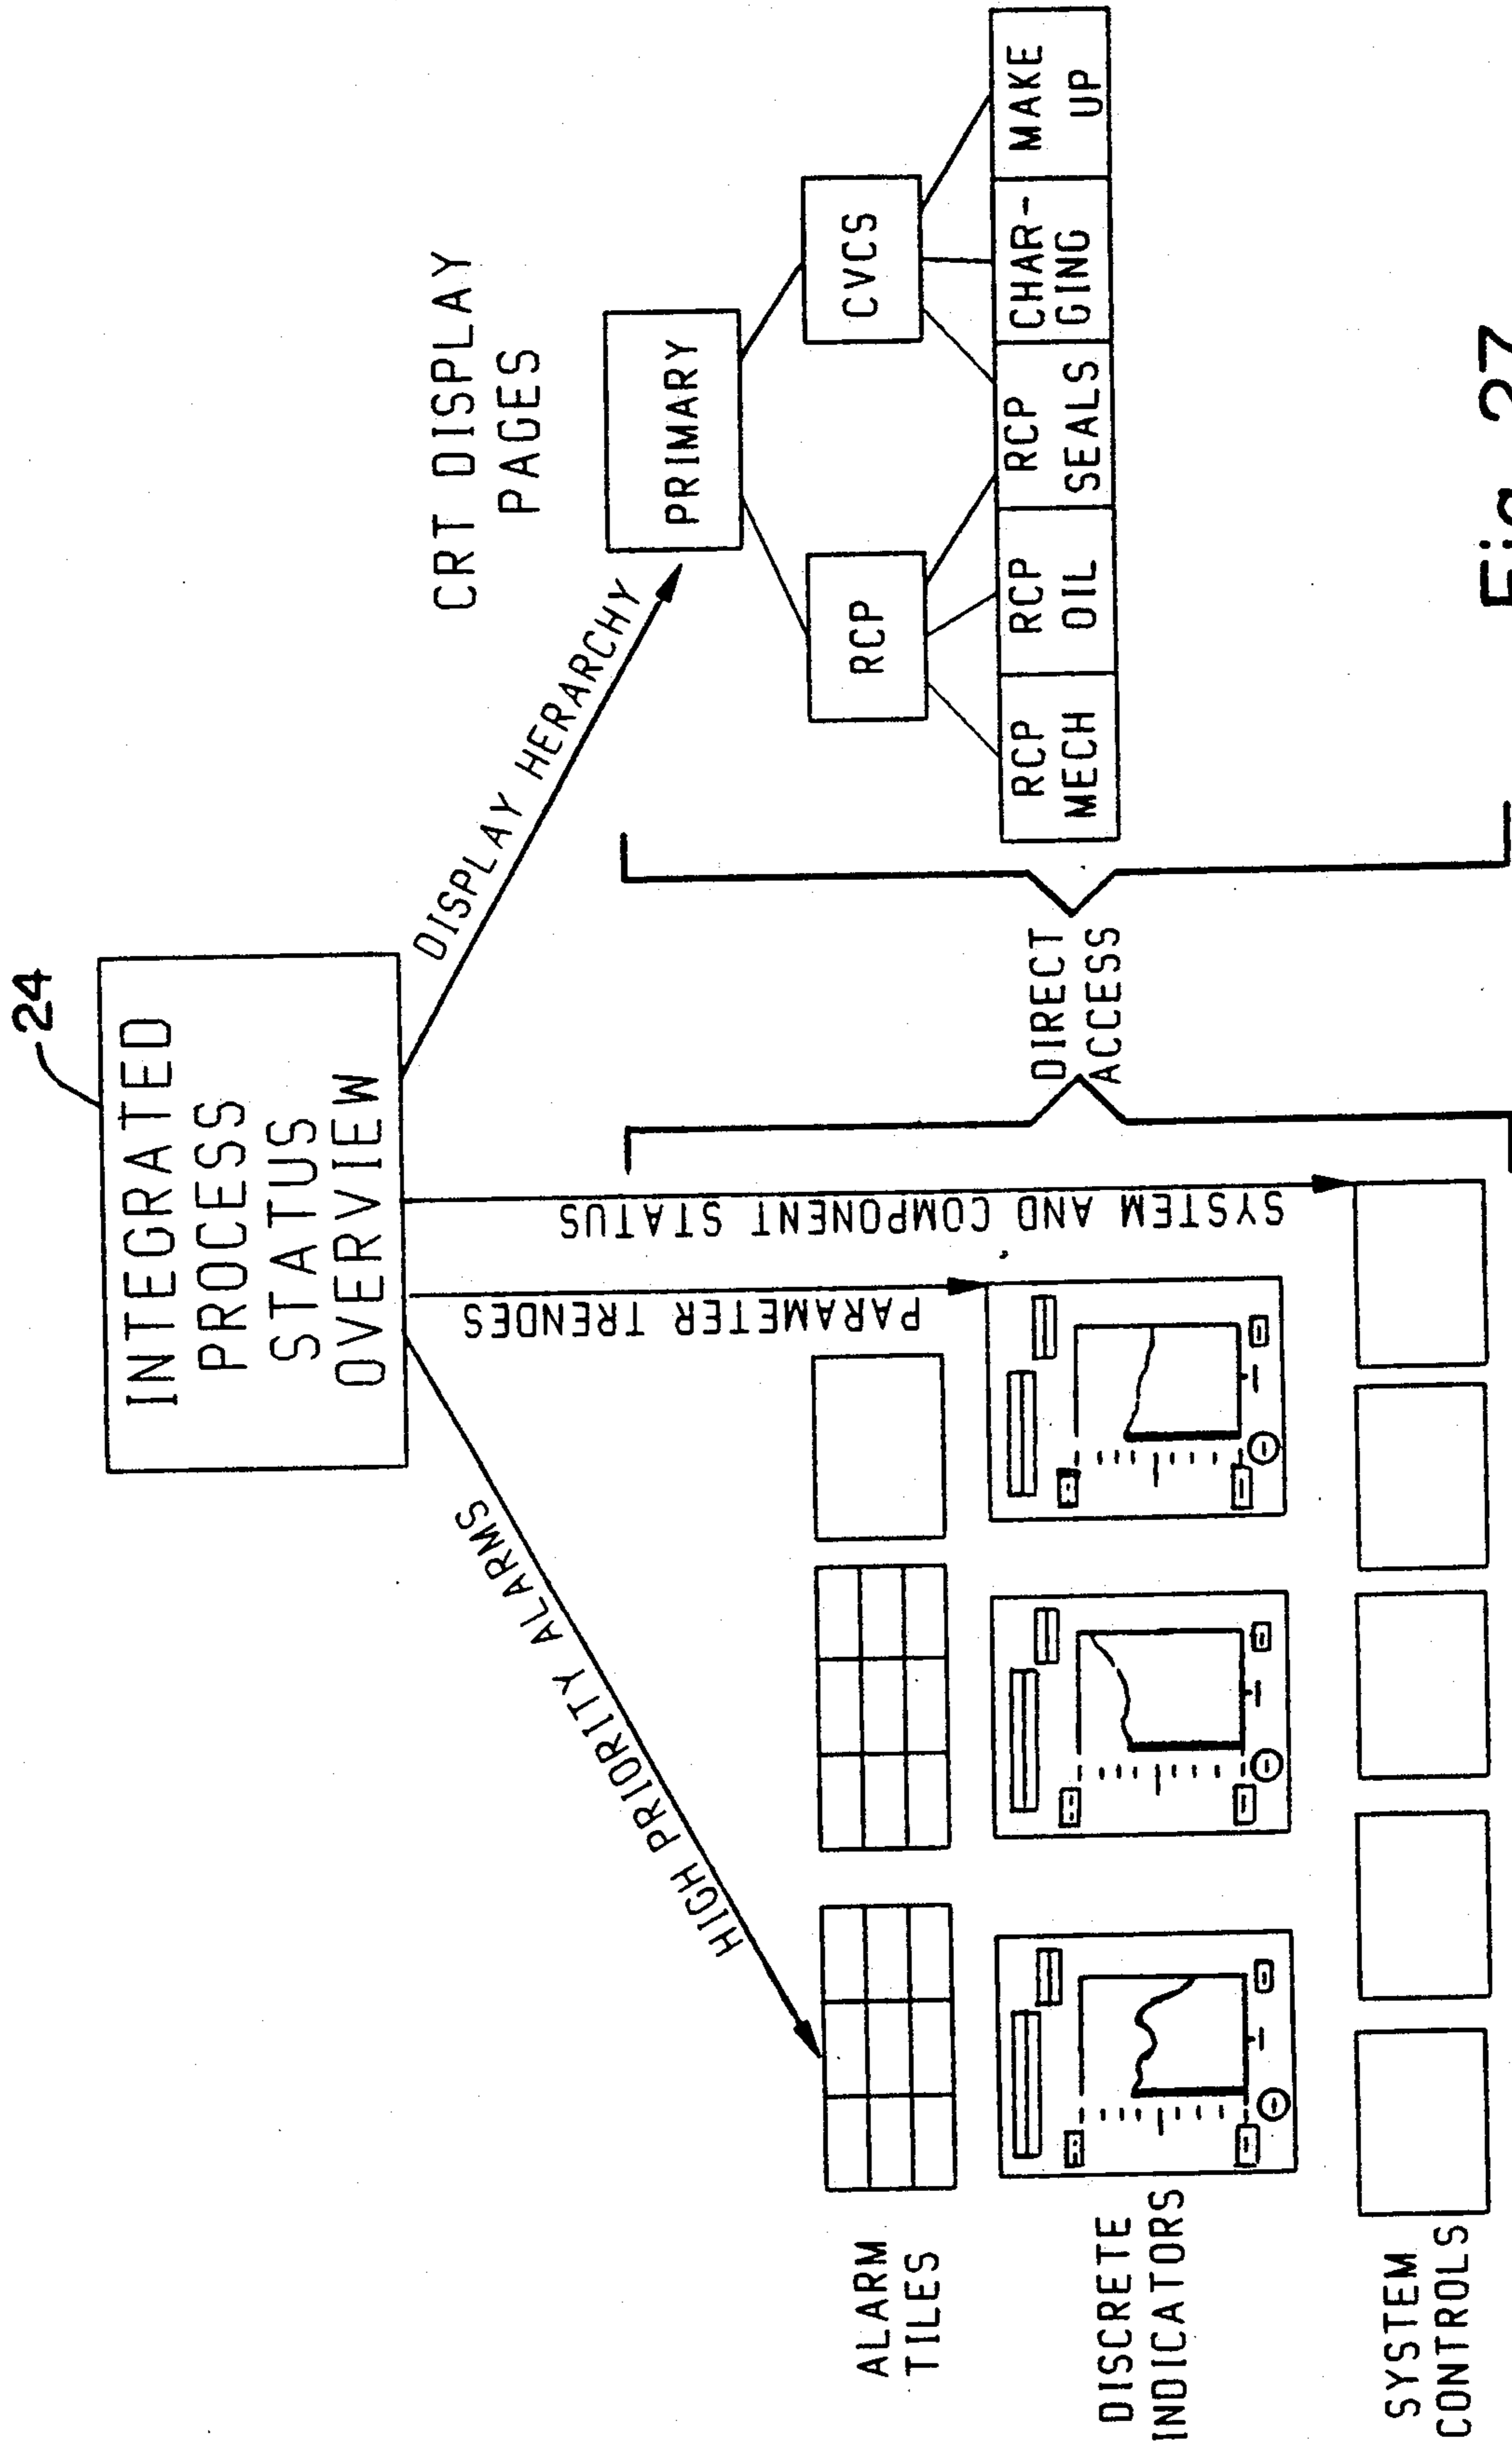 24
INTEGRATED
PROCESS
STATUS
OVERVIEW
HIGH PRIORITY ALARMS
PARAMETER TRENDES
SYSTEM AND COMPONENT STATUS
DISPLAY HERARCHY
CRT DISPLAY
PAGES
PRIMARY
RCP
CVCS
RCP
MECH
RCP
OIL
RCP
SEALS
CHAR-
GING
MAKE
UP
DIRECT
ACCESS
ALARM
TILES
DISCRETE
INDICATORS
SYSTEM
CONTROLS
Fig. 27